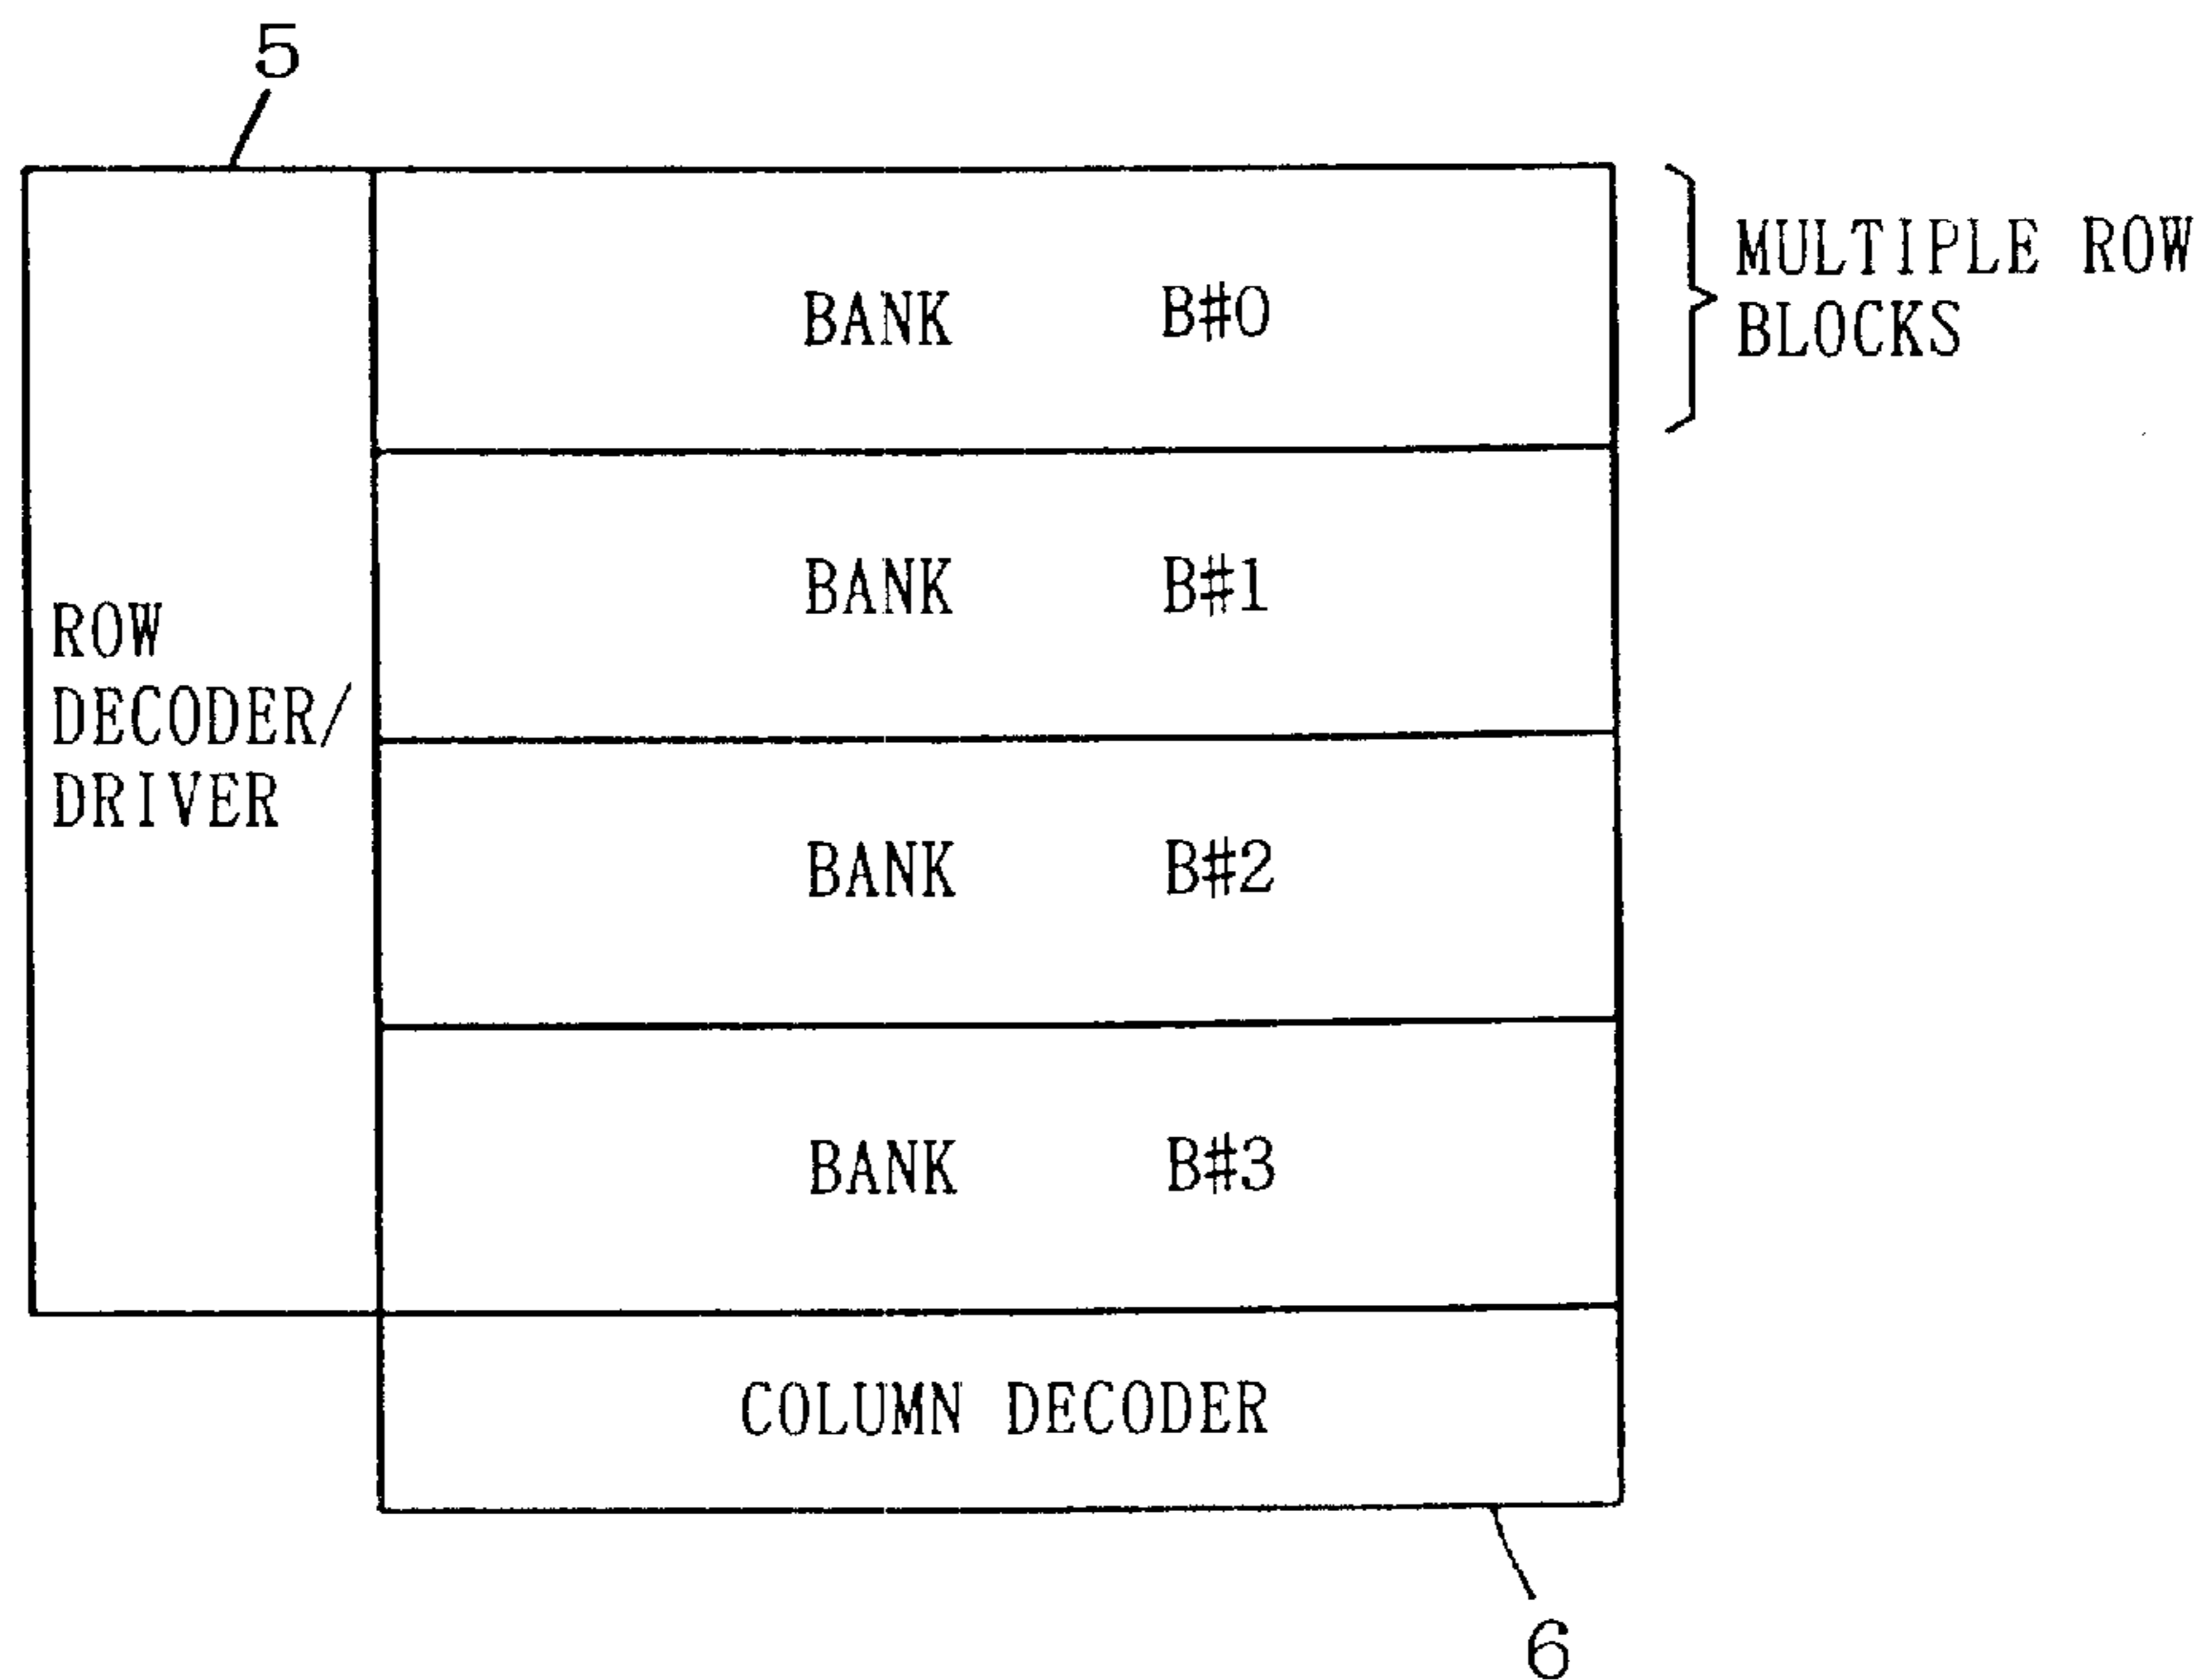 5
MULTIPLE ROW
BLOCKS
BANK B#0
BANK B#1
ROW
DECODER/
DRIVER
BANK B#2
BANK B#3
COLUMN DECODER
6